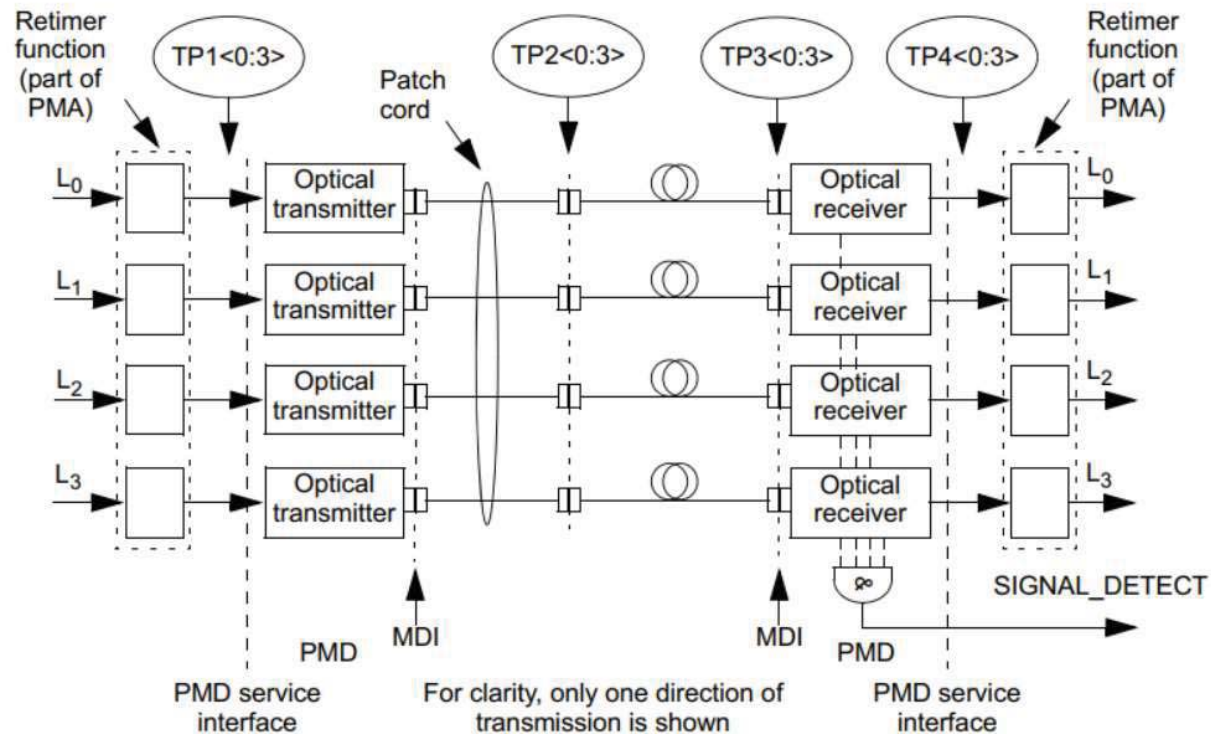 Retimer
function
(part of
PMA)
TP1<0:3>
Patch
cord
TP2<0:3>
TP3<0:3>
TP4<0:3>
Retimer
function
(part of
PMA)
L0
Optical
transmitter
Optical
receiver
L0
L1
Optical
transmitter
Optical
receiver
L1
L2
Optical
transmitter
Optical
receiver
L2
L3
Optical
transmitter
Optical
receiver
L3
&
SIGNAL_DETECT
PMD
MDI
MDI
PMD
PMD service
interface
For clarity, only one direction of
transmission is shown
PMD service
interface